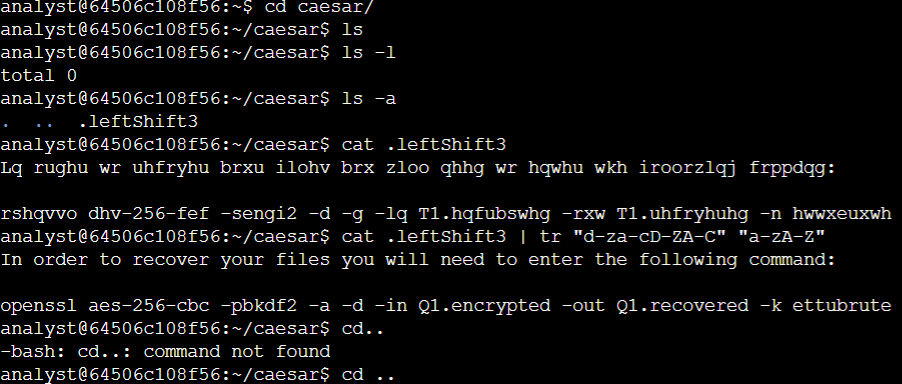 analyst@64506c108f56:~$ cd caesar/
analyst@64506c108f56:~/caesar$ ls
analyst@64506c108f56:~/caesar$ ls -l
total 0
analyst@64506c108f56:~/caesar$ ls -a
.  ..  .leftShift3
analyst@64506c108f56:~/caesar$ cat .leftShift3
Lq rughu wr uhfryhu brxu ilohv brx zloo qhhg wr hqwhu wkh iroorzlqj frppdqg:
rshqvvo dhv-256-fef -sengi2 -d -g -lq T1.hqfubswhg -rxw T1.uhfryhuhg -n hwwxeuxwh
analyst@64506c108f56:~/caesar$ cat .leftShift3 | tr "d-za-cD-ZA-C" "a-zA-Z"
In order to recover your files you will need to enter the following command:
openssl aes-256-cbc -pbkdf2 -a -d -in Q1.encrypted -out Q1.recovered -k ettubrute
analyst@64506c108f56:~/caesar$ cd..
-bash: cd..: command not found
analyst@64506c108f56:~/caesar$ cd ..